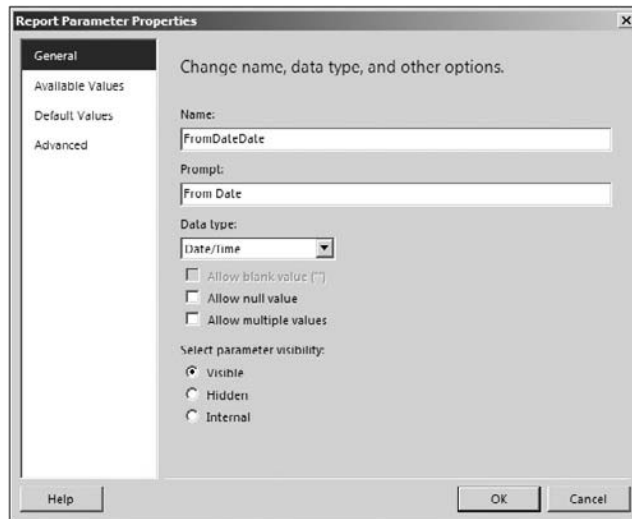 Report Parameter Properties
General
Available Values
Default Values
Advanced
Change name, data type, and other options.
Name:
FromDateDate
Prompt:
From Date
Data type:
Date/Time
Allow blank value ("")
Allow null value
Allow multiple values
Select parameter visibility:
Visible
Hidden
Internal
Help
OK
Cancel